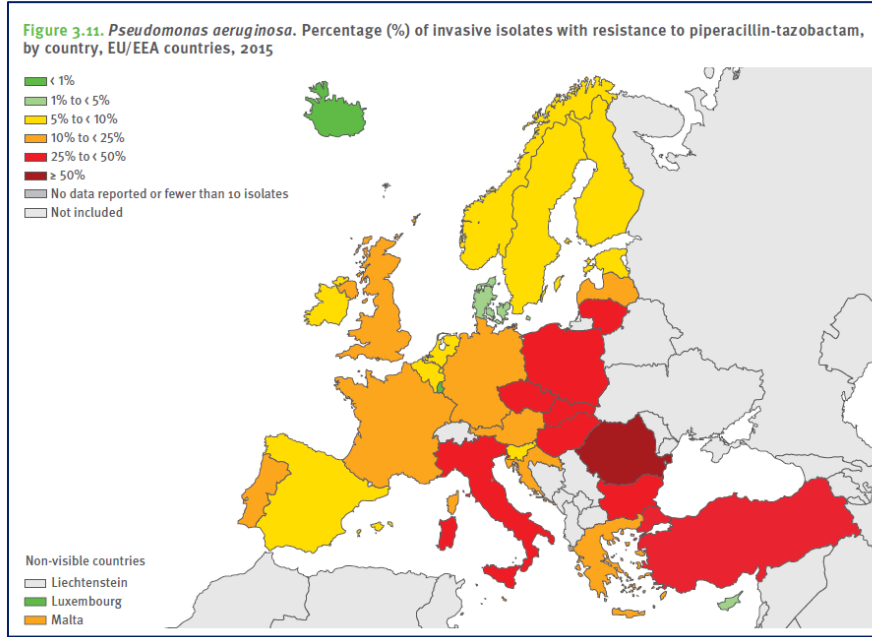 Figure 3.11. Pseudomonas aeruginosa. Percentage (%) of invasive isolates with resistance to piperacillin-tazobactam,
by country, EU/EEA countries, 2015
< 1%
1% to < 5%
5% to < 10%
10% to < 25%
25% to < 50%
≥ 50%
No data reported or fewer than 10 isolates
Not included
Non-visible countries
Liechtenstein
Luxembourg
Malta